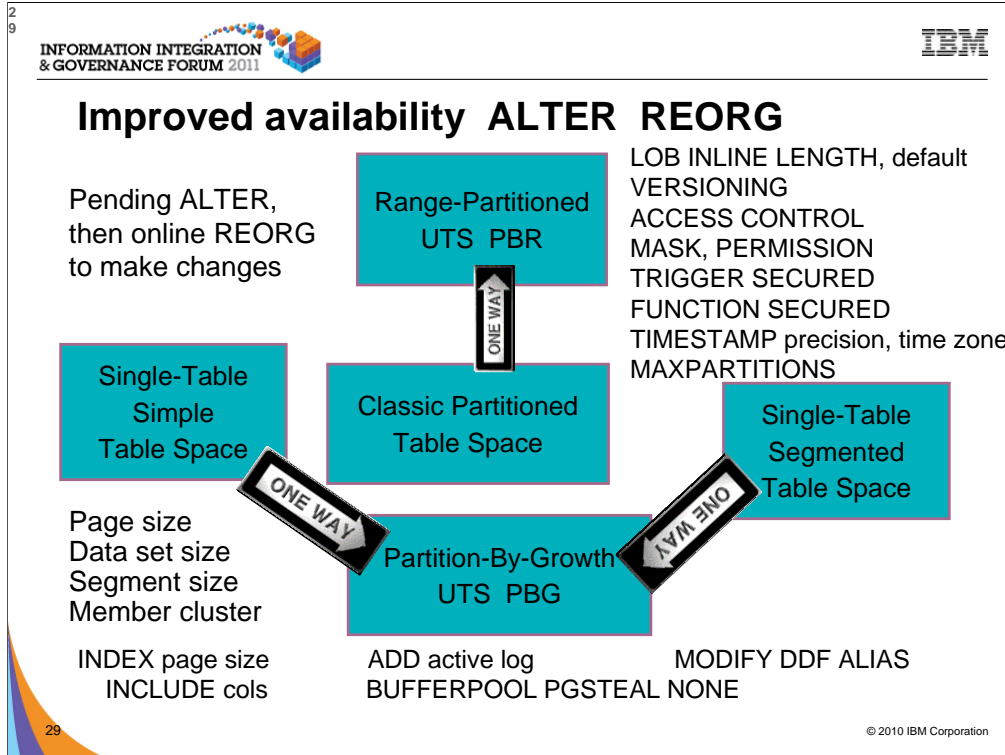 2
9
INFORMATION INTEGRATION
& GOVERNANCE FORUM 2011
IBM
Improved availability ALTER REORG
Pending ALTER,
then online REORG
to make changes
Range-Partitioned
UTS PBR
LOB INLINE LENGTH, default
VERSIONING
ACCESS CONTROL
MASK, PERMISSION
TRIGGER SECURED
FUNCTION SECURED
TIMESTAMP precision, time zone
MAXPARTITIONS
ONE WAY
Single-Table
Simple
Table Space
Classic Partitioned
Table Space
Single-Table
Segmented
Table Space
ONE WAY
ONE WAY
Page size
Data set size
Segment size
Member cluster
Partition-By-Growth
UTS PBG
INDEX page size
INCLUDE cols
ADD active log
BUFFERPOOL PGSTEAL NONE
MODIFY DDF ALIAS
29
© 2010 IBM Corporation